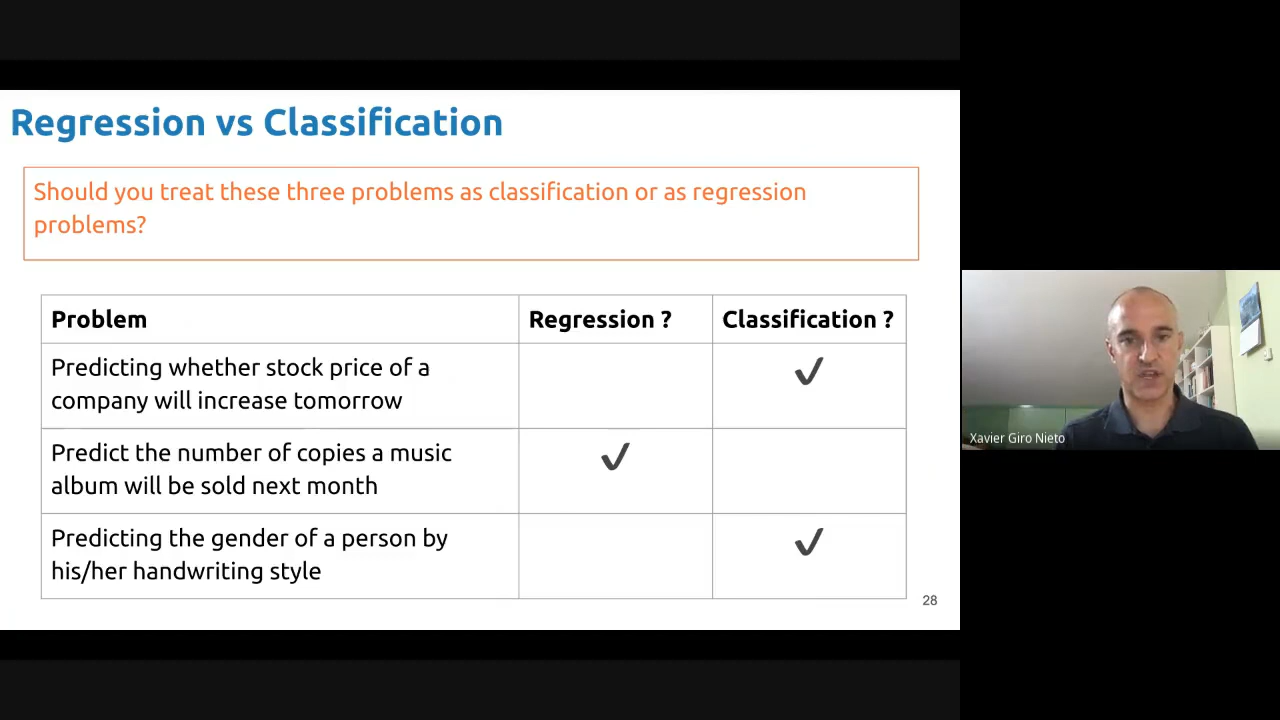 Regression vs Classification
Should you treat these three problems as classification or as regression
problems?
Problem
Regression ?
Classification ?
Predicting whether stock price of a
company will increase tomorrow
✓
Predict the number of copies a music
album will be sold next month
✓
Predicting the gender of a person by
his/her handwriting style
✓
28
Xavier Giro Nieto